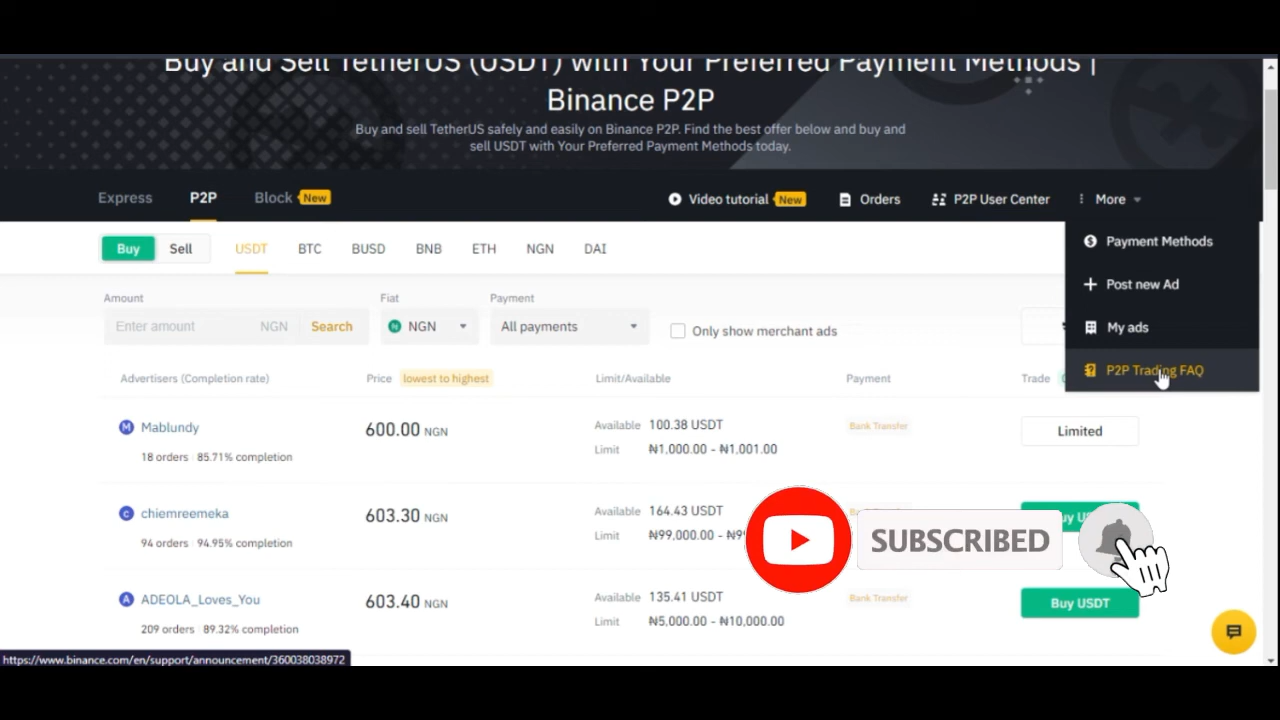 Buy and Sell TetherUS (USDT) with Your Preferred Payment Methods |
Binance P2P
Buy and sell TetherUS safely and easily on Binance P2P. Find the best offer below and buy and
sell USDT with Your Preferred Payment Methods today.
Express P2P Block New Video tutorial New Orders P2P User Center More
Payment Methods
Post new Ad
My ads
P2P Trading FAQ
Buy Sell USDT BTC BUSD BNB ETH NGN DAI
Amount Fiat Payment
Enter amount NGN Search NGN All payments Only show merchant ads
Advertisers (Completion rate) Price lowest to highest Limit/Available Payment Trade
M Mablundy 600.00 NGN Available 100.38 USDT Bank Transfer Limited
18 orders 85.71% completion Limit ₦1,000.00 - ₦1,001.00
c chiemreemeka 603.30 NGN Available 164.43 USDT
94 orders 94.95% completion Limit ₦99,000.00
SUBSCRIBED
A ADEOLA_Loves_You 603.40 NGN Available 135.41 USDT Bank Transfer Buy USDT
209 orders 89.32% completion Limit ₦5,000.00 - ₦10,000.00
https://www.binance.com/en/support/announcement/360038038972